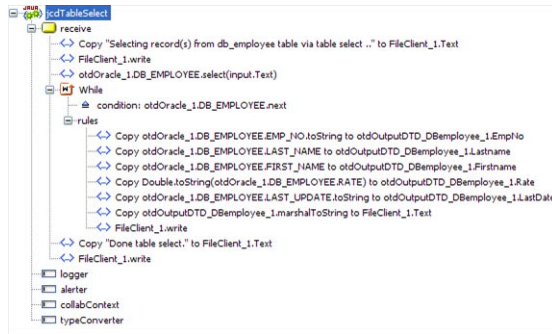 JAVA
jcdTableSelect
receive
Copy "Selecting record(s) from db_employee table via table select .." to FileClient_1.Text
FileClient_1.write
otdOracle_1.DB_EMPLOYEE.select(input.Text)
While
condition: otdOracle_1.DB_EMPLOYEE.next
rules
Copy otdOracle_1.DB_EMPLOYEE.EMP_NO.toString to otdOutputDTD_DBemployee_1.EmpNo
Copy otdOracle_1.DB_EMPLOYEE.LAST_NAME to otdOutputDTD_DBemployee_1.Lastname
Copy otdOracle_1.DB_EMPLOYEE.FIRST_NAME to otdOutputDTD_DBemployee_1.Firstname
Copy Double.toString(otdOracle_1.DB_EMPLOYEE.RATE) to otdOutputDTD_DBemployee_1.Rate
Copy otdOracle_1.DB_EMPLOYEE.LAST_UPDATE.toString to otdOutputDTD_DBemployee_1.LastDate
Copy otdOutputDTD_DBemployee_1.marshalToString to FileClient_1.Text
FileClient_1.write
Copy "Done table select." to FileClient_1.Text
FileClient_1.write
logger
alerter
collabContext
typeConverter